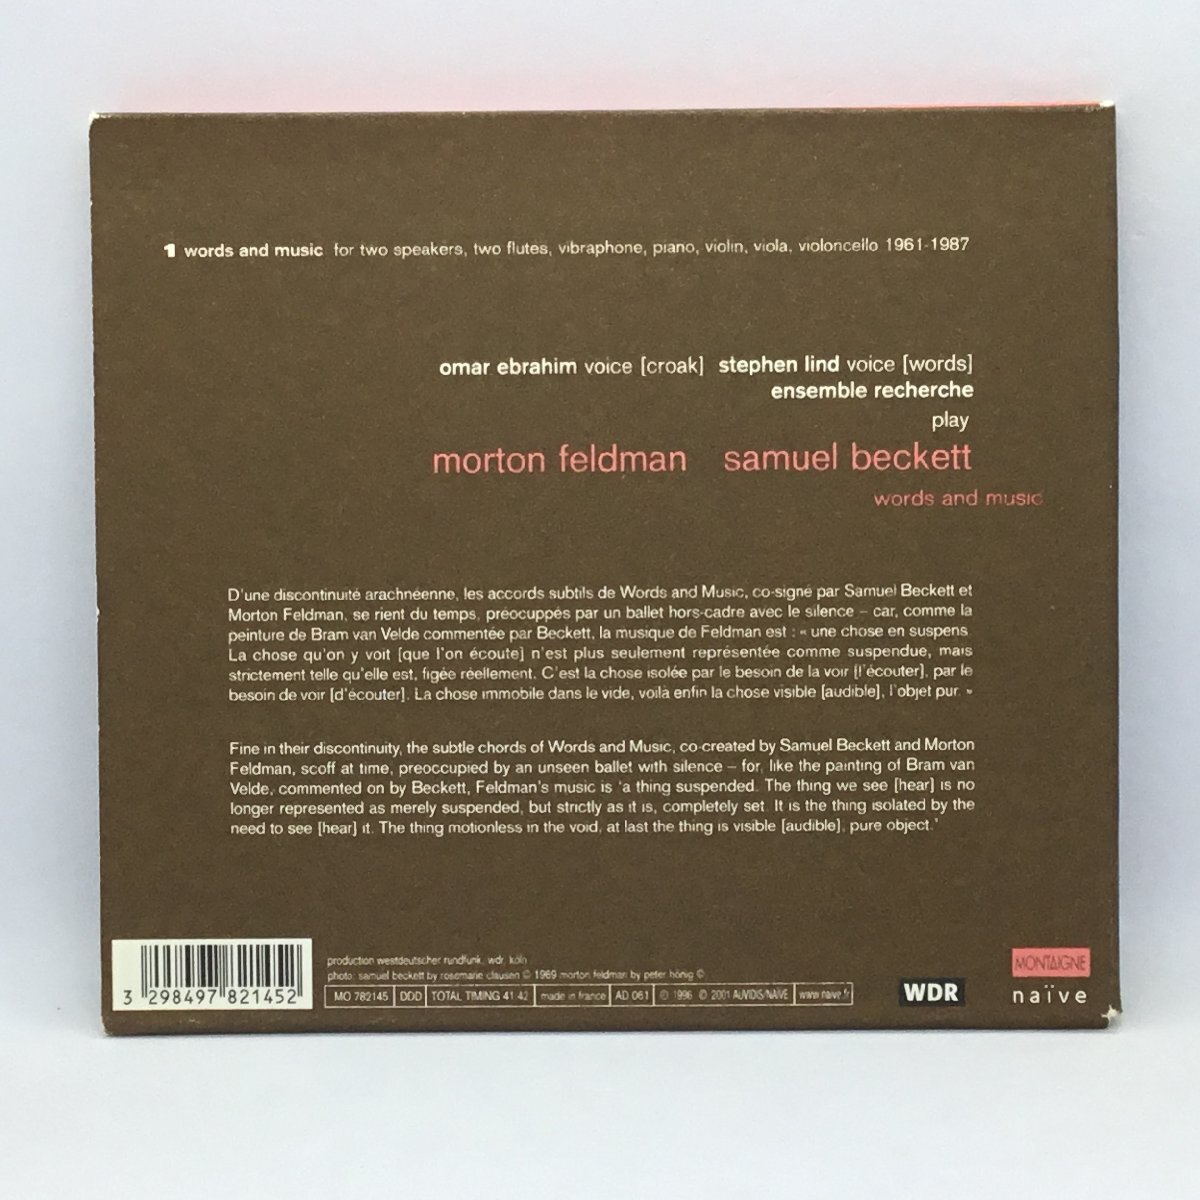 1 words and music for two speakers, two flutes, vibraphone, piano, violin, viola, violoncello 1961-1987
omar ebrahim voice [croak] stephen lind voice [words]
ensemble recherche
play
morton feldman samuel beckett
words and music
D'une discontinuité arachnéenne, les accords subtils de Words and Music, co-signé par Samuel Beckett et
Morton Feldman, se rient du temps, préoccupés par un ballet hors-cadre avec le silence – car, comme la
peinture de Bram van Velde commentée par Beckett, la musique de Feldman est : « une chose en suspens.
La chose qu'on y voit [que l'on écoute] n'est plus seulement représentée comme suspendue, mais
strictement telle qu'elle est, figée réellement. C'est la chose isolée par le besoin de la voir [l'écouter], par le
besoin de voir [d'écouter]. La chose immobile dans le vide, voilà enfin la chose visible [audible], l'objet pur. »
Fine in their discontinuity, the subtle chords of Words and Music, co-created by Samuel Beckett and Morton
Feldman, scoff at time, preoccupied by an unseen ballet with silence – for, like the painting of Bram van
Velde, commented on by Beckett, Feldman's music is 'a thing suspended. The thing we see [hear] is no
longer represented as merely suspended, but strictly as it is, completely set. It is the thing isolated by the
need to see [hear] it. The thing motionless in the void, at last the thing is visible [audible], pure object.'
production westdeutscher rundfunk, wdr, köln
photo: samuel beckett by rosemarie clausen © 1969 morton feldman by peter hönig ©
MO 782145 DDD TOTAL TIMING 41:42 made in france AD 061 ℗ 1996 © 2001 AUVIDIS/NAÏVE www.naive.fr
3 298497 821452
WDR
MONTAIGNE
naïve